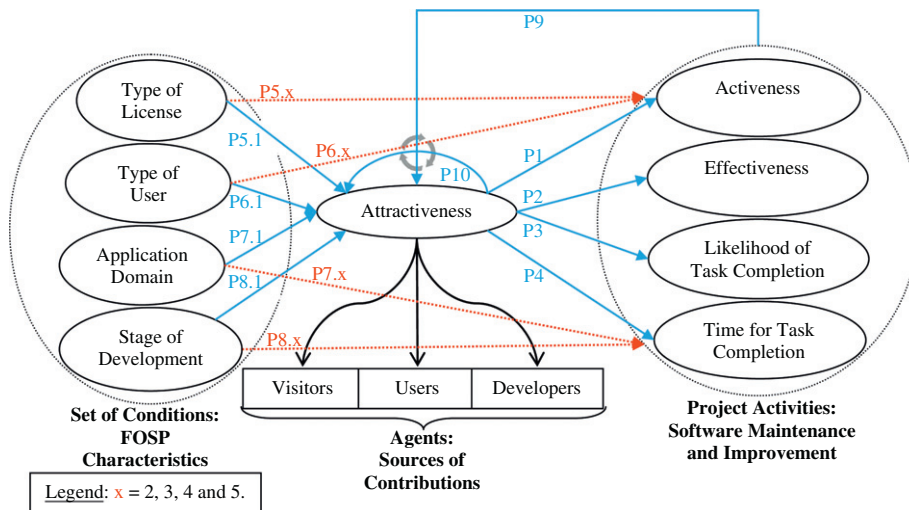 P9
Type of
License
P5.x
Activeness
P5.1
P6.x
P1
Type of
User
P10
P2
Effectiveness
P6.1
Attractiveness
P3
P7.1
Application
Domain
P7.x
P4
Likelihood of
Task Completion
P8.1
Stage of
Development
P8.x
Time for Task
Completion
Visitors
Users
Developers
Set of Conditions:
FOSP
Characteristics
Agents:
Sources of
Contributions
Project Activities:
Software Maintenance
and Improvement
Legend: x = 2, 3, 4 and 5.